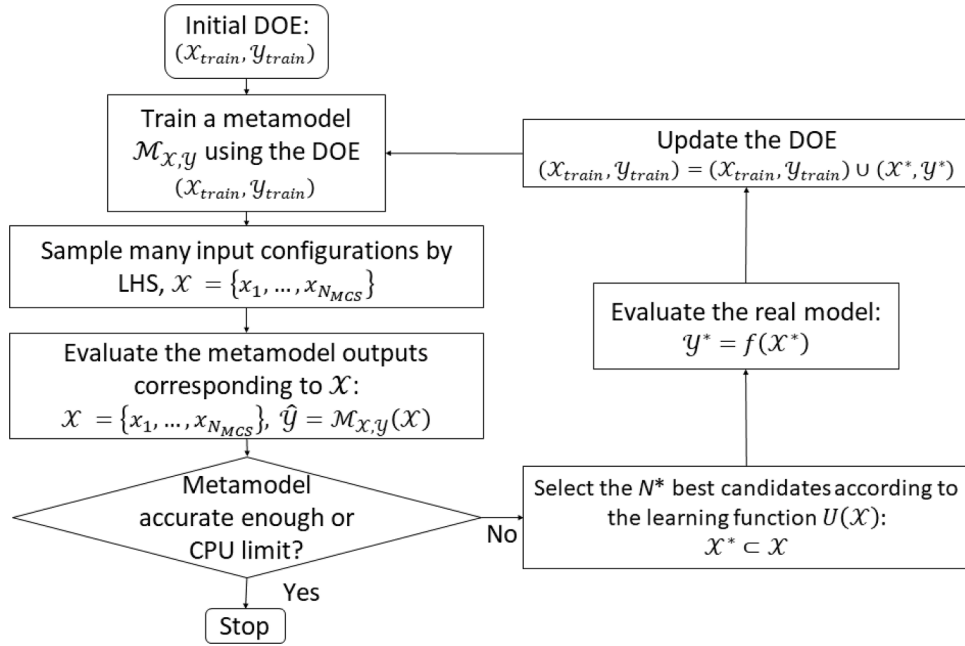 Initial DOE:
(𝒳_train, 𝒴_train)
Train a metamodel
ℳ_𝒳,𝒴 using the DOE
(𝒳_train, 𝒴_train)
Sample many input configurations by
LHS, 𝒳 = {x_1, …, x_N_MCS}
Evaluate the metamodel outputs
corresponding to 𝒳:
𝒳 = {x_1, …, x_N_MCS}, 𝒴̂ = ℳ_𝒳,𝒴(𝒳)
Metamodel
accurate enough or
CPU limit?
Yes
Stop
No
Select the N* best candidates according to
the learning function U(𝒳):
𝒳* ⊂ 𝒳
Evaluate the real model:
𝒴* = f(𝒳*)
Update the DOE
(𝒳_train, 𝒴_train) = (𝒳_train, 𝒴_train) ∪ (𝒳*, 𝒴*)